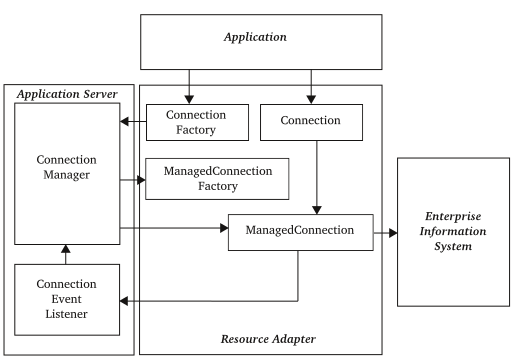 Application
Application Server
Connection
Factory
Connection
Connection
Manager
ManagedConnection
Factory
ManagedConnection
Enterprise
Information
System
Connection
Event
Listener
Resource Adapter